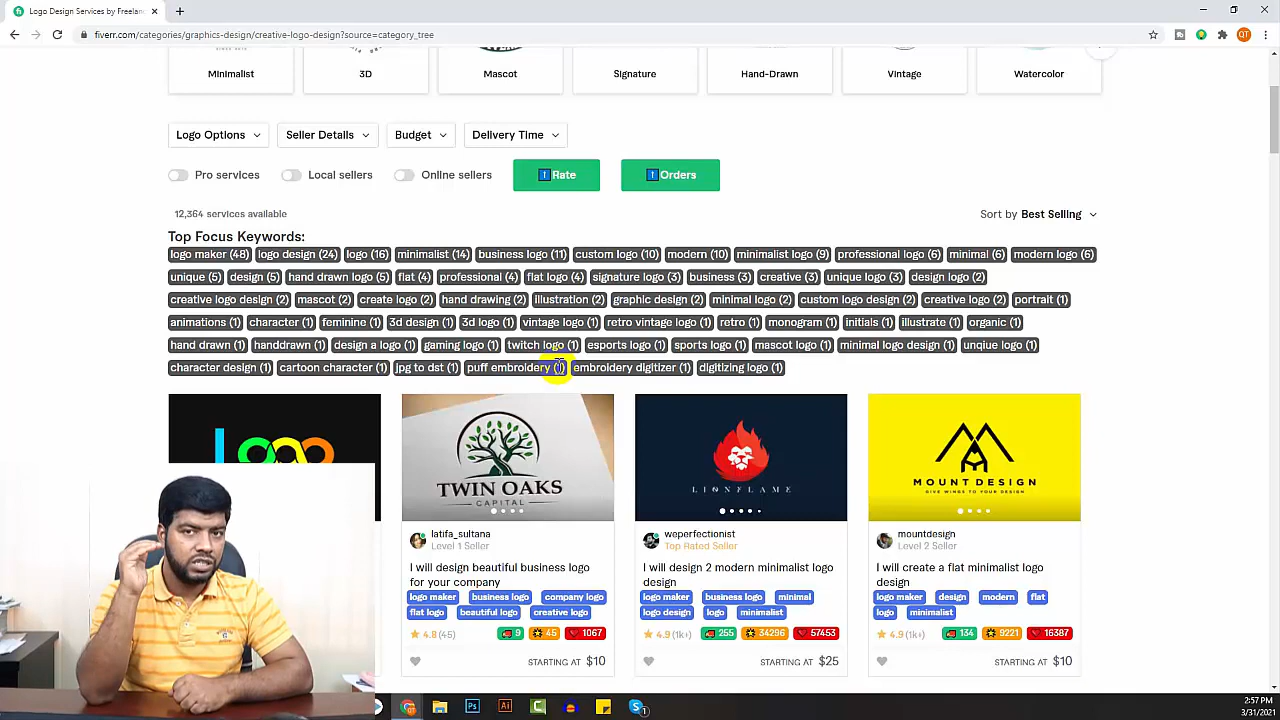 Logo Design Services by Freelanc
fiverr.com/categories/graphics-design/creative-logo-design?source=category_tree
QT
Minimalist
3D
Mascot
Signature
Hand-Drawn
Vintage
Watercolor
Logo Options
Seller Details
Budget
Delivery Time
Pro services
Local sellers
Online sellers
Rate
Orders
12,364 services available
Sort by Best Selling
Top Focus Keywords:
logo maker (48) logo design (24) logo (16) minimalist (14) business logo (11) custom logo (10) modern (10) minimalist logo (9) professional logo (6) minimal (6) modern logo (6)
unique (5) design (5) hand drawn logo (5) flat (4) professional (4) flat logo (4) signature logo (3) business (3) creative (3) unique logo (3) design logo (2)
creative logo design (2) mascot (2) create logo (2) hand drawing (2) illustration (2) graphic design (2) minimal logo (2) custom logo design (2) creative logo (2) portrait (1)
animations (1) character (1) feminine (1) 3d design (1) 3d logo (1) vintage logo (1) retro vintage logo (1) retro (1) monogram (1) initials (1) illustrate (1) organic (1)
hand drawn (1) handdrawn (1) design a logo (1) gaming logo (1) twitch logo (1) esports logo (1) sports logo (1) mascot logo (1) minimal logo design (1) unqiue logo (1)
character design (1) cartoon character (1) jpg to dst (1) puff embroidery (1) embroidery digitizer (1) digitizing logo (1)
TWIN OAKS
CAPITAL
LIONFLAME
MOUNT DESIGN
GIVE WINGS TO YOUR DESIGN
latifa_sultana
Level 1 Seller
I will design beautiful business logo
for your company
logo maker business logo company logo
flat logo beautiful logo creative logo
4.8 (45) 9 45 1067
STARTING AT $10
weperfectionist
Top Rated Seller
I will design 2 modern minimalist logo
design
logo maker business logo minimal
logo design logo minimalist
4.9 (1k+) 255 34296 57453
STARTING AT $25
mountdesign
Level 2 Seller
I will create a flat minimalist logo
design
logo maker design modern flat
logo minimalist
4.9 (1k+) 134 9221 16387
STARTING AT $10
Ps
Ai
2:57 PM
3/31/2021